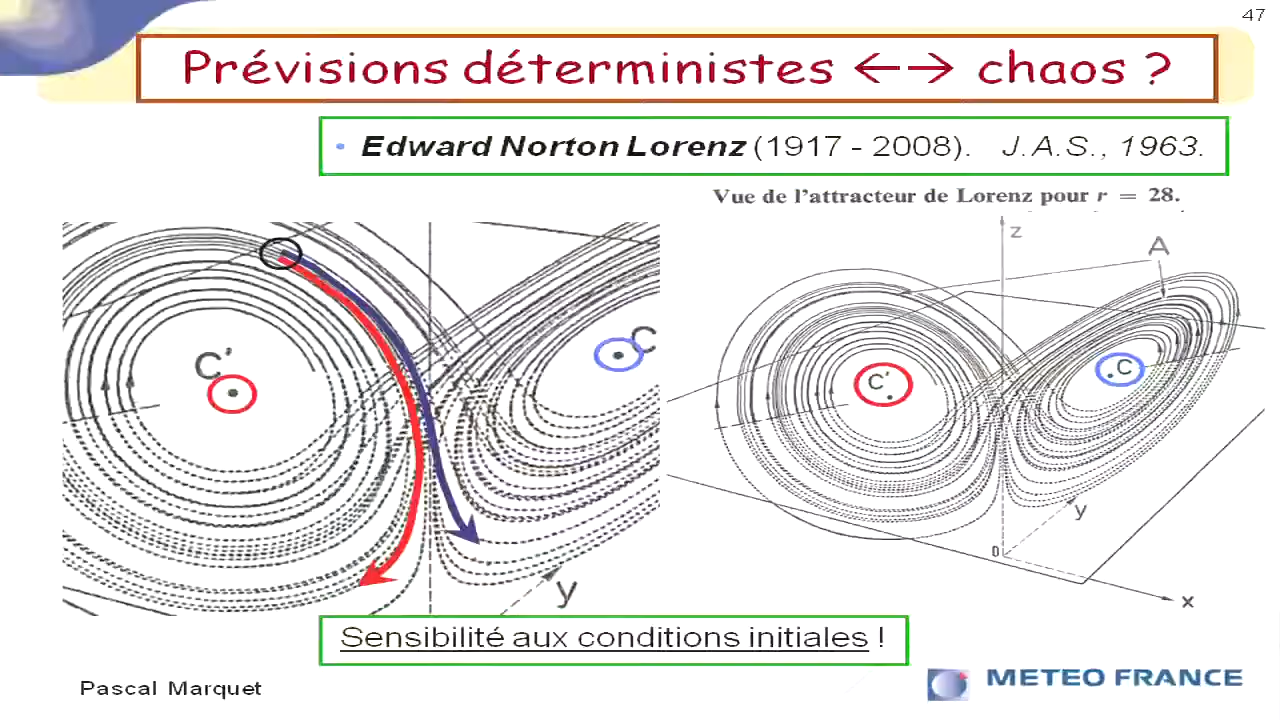 47
Prévisions déterministes ←→ chaos ?
• Edward Norton Lorenz (1917 - 2008). J.A.S., 1963.
Vue de l'attracteur de Lorenz pour r = 28.
C'
C
y
z
A
C'
C
y
0
x
Sensibilité aux conditions initiales !
Pascal Marquet
METEO FRANCE